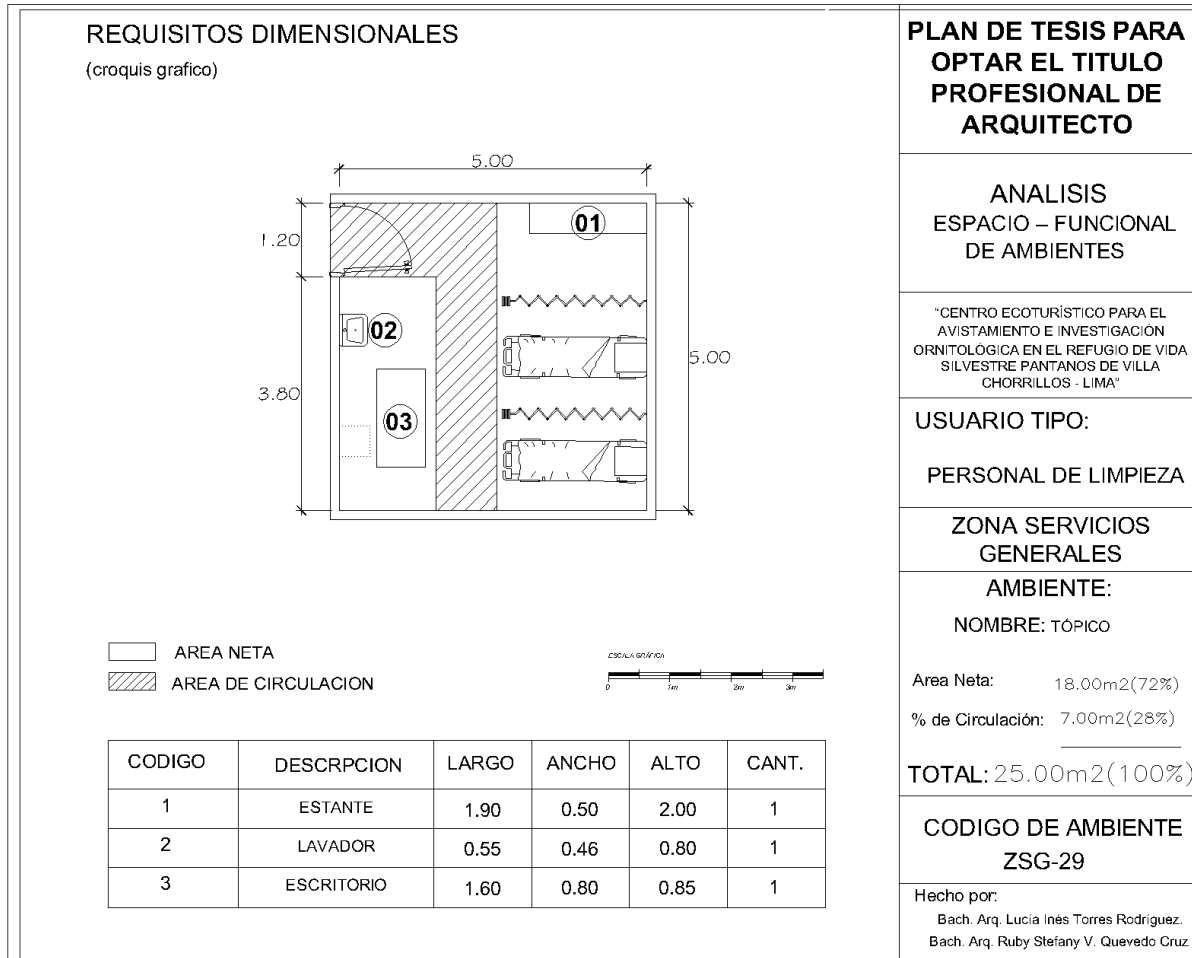 REQUISITOS DIMENSIONALES
(croquis grafico)
5.00
1.20
01
02
5.00
3.80
03
AREA NETA
AREA DE CIRCULACION
ESCALA GRÁFICA
0 1m 2m 3m
CODIGO DESCRPCION LARGO ANCHO ALTO CANT.
1 ESTANTE 1.90 0.50 2.00 1
2 LAVADOR 0.55 0.46 0.80 1
3 ESCRITORIO 1.60 0.80 0.85 1
PLAN DE TESIS PARA
OPTAR EL TITULO
PROFESIONAL DE
ARQUITECTO
ANALISIS
ESPACIO – FUNCIONAL
DE AMBIENTES
"CENTRO ECOTURÍSTICO PARA EL
AVISTAMIENTO E INVESTIGACIÓN
ORNITOLÓGICA EN EL REFUGIO DE VIDA
SILVESTRE PANTANOS DE VILLA
CHORRILLOS - LIMA"
USUARIO TIPO:
PERSONAL DE LIMPIEZA
ZONA SERVICIOS
GENERALES
AMBIENTE:
NOMBRE: TÓPICO
Area Neta: 18.00m2(72%)
% de Circulación: 7.00m2(28%)
TOTAL: 25.00m2(100%)
CODIGO DE AMBIENTE
ZSG-29
Hecho por:
Bach. Arq. Lucía Inés Torres Rodríguez.
Bach. Arq. Ruby Stefany V. Quevedo Cruz